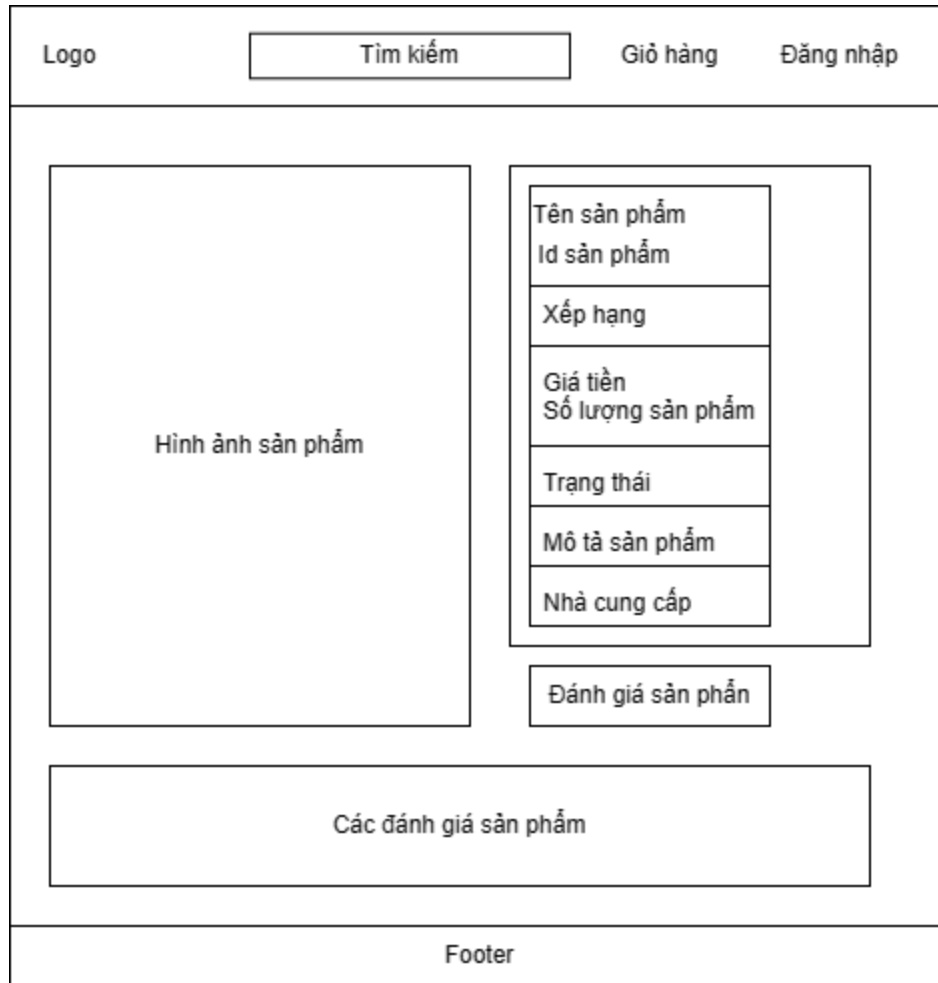 Logo
Tìm kiếm
Giỏ hàng
Đăng nhập
Hình ảnh sản phẩm
Tên sản phẩm
Id sản phẩm
Xếp hạng
Giá tiền
Số lượng sản phẩm
Trạng thái
Mô tả sản phẩm
Nhà cung cấp
Đánh giá sản phẩn
Các đánh giá sản phẩm
Footer